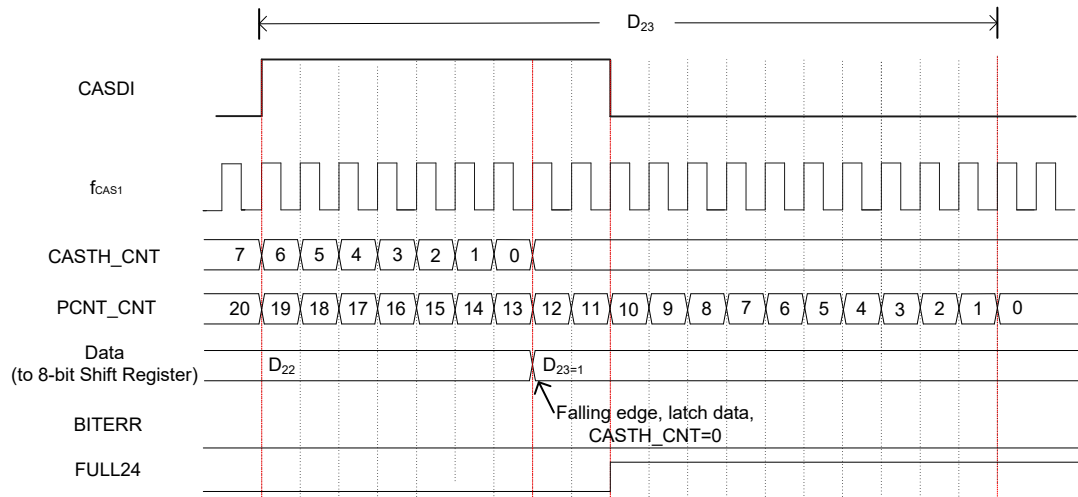 D₂₃
CASDI
fCAS1
CASTH_CNT 7 6 5 4 3 2 1 0
PCNT_CNT 20 19 18 17 16 15 14 13 12 11 10 9 8 7 6 5 4 3 2 1 0
Data
(to 8-bit Shift Register)
D₂₂ D₂₃₌₁
Falling edge, latch data,
CASTH_CNT=0
BITERR
FULL24